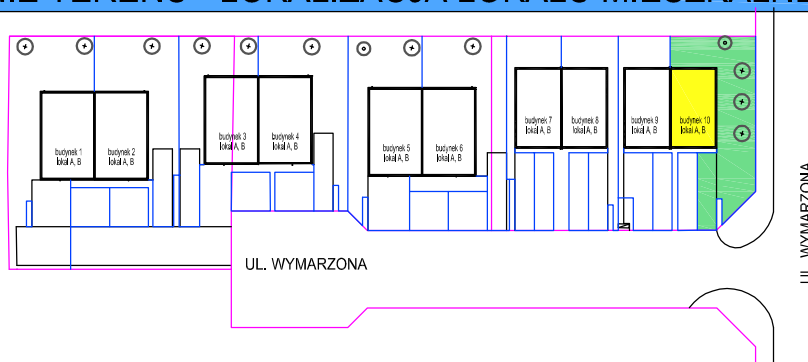 budynek 1
lokal A, B
budynek 2
lokal A, B
budynek 3
lokal A, B
budynek 4
lokal A, B
budynek 5
lokal A, B
budynek 6
lokal A, B
budynek 7
lokal A, B
budynek 8
lokal A, B
budynek 9
lokal A, B
budynek 10
lokal A, B
UL. WYMARZONA
UL. WYMARZONA